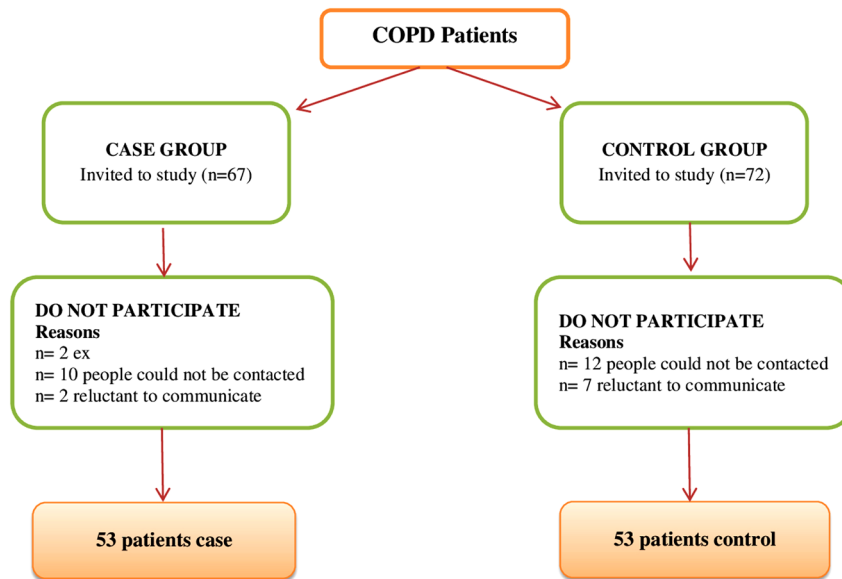 COPD Patients
CASE GROUP
Invited to study (n=67)
CONTROL GROUP
Invited to study (n=72)
DO NOT PARTICIPATE
Reasons
n= 2 ex
n= 10 people could not be contacted
n= 2 reluctant to communicate
DO NOT PARTICIPATE
Reasons
n= 12 people could not be contacted
n= 7 reluctant to communicate
53 patients case
53 patients control